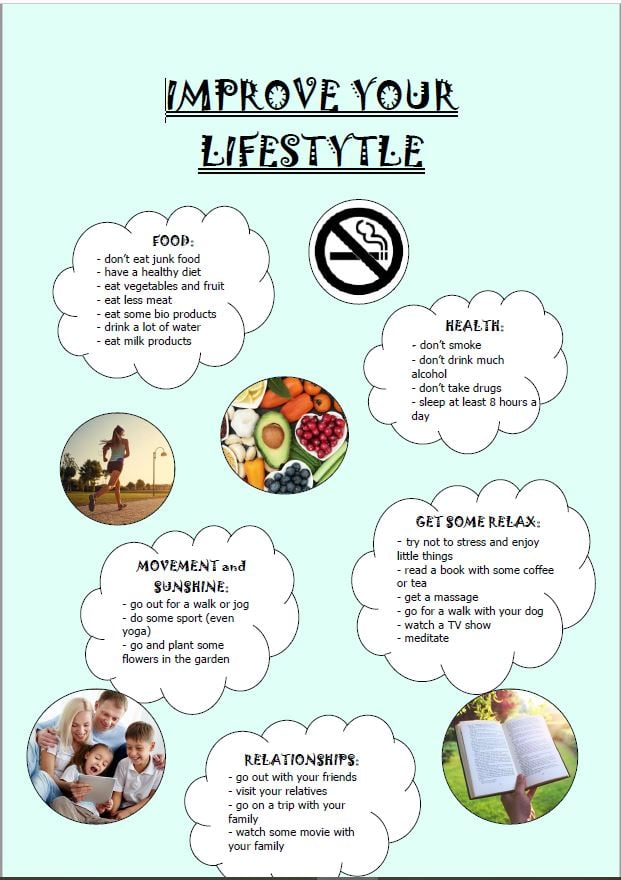 IMPROVE YOUR
LIFESTYTLE
FOOD:
- don't eat junk food
- have a healthy diet
- eat vegetables and fruit
- eat less meat
- eat some bio products
- drink a lot of water
- eat milk products
HEALTH:
- don't smoke
- don't drink much
alcohol
- don't take drugs
- sleep at least 8 hours a
day
MOVEMENT and
SUNSHINE:
- go out for a walk or jog
- do some sport (even
yoga)
- go and plant some
flowers in the garden
GET SOME RELAX:
- try not to stress and enjoy
little things
- read a book with some coffee
or tea
- get a massage
- go for a walk with your dog
- watch a TV show
- meditate
RELATIONSHIPS:
- go out with your friends
- visit your relatives
- go on a trip with your
family
- watch some movie with
your family